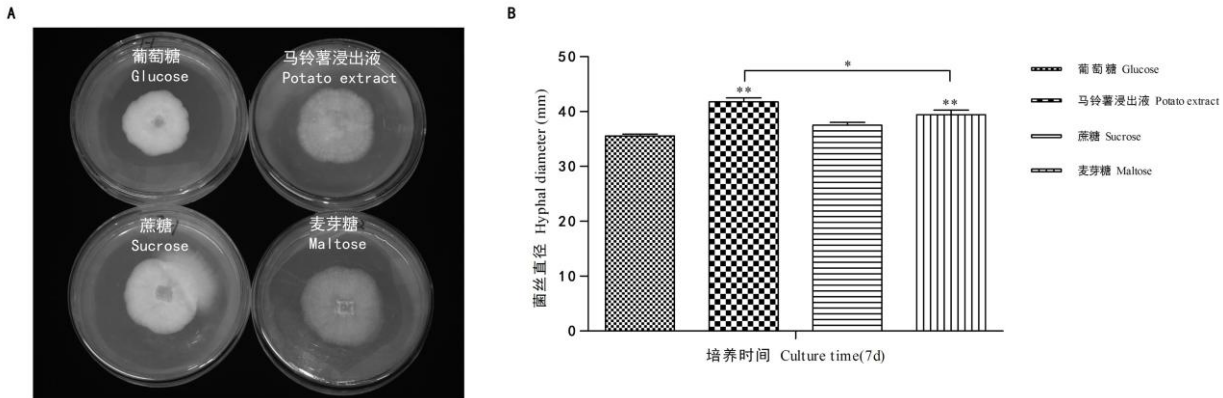 A
葡萄糖
Glucose
马铃薯浸出液
Potato extract
蔗糖
Sucrose
麦芽糖
Maltose
B
菌丝直径 Hyphal diameter (mm)
50
40
30
20
10
0
**
*
**
培养时间 Culture time(7d)
葡萄糖 Glucose
马铃薯浸出液 Potato extract
蔗糖 Sucrose
麦芽糖 Maltose